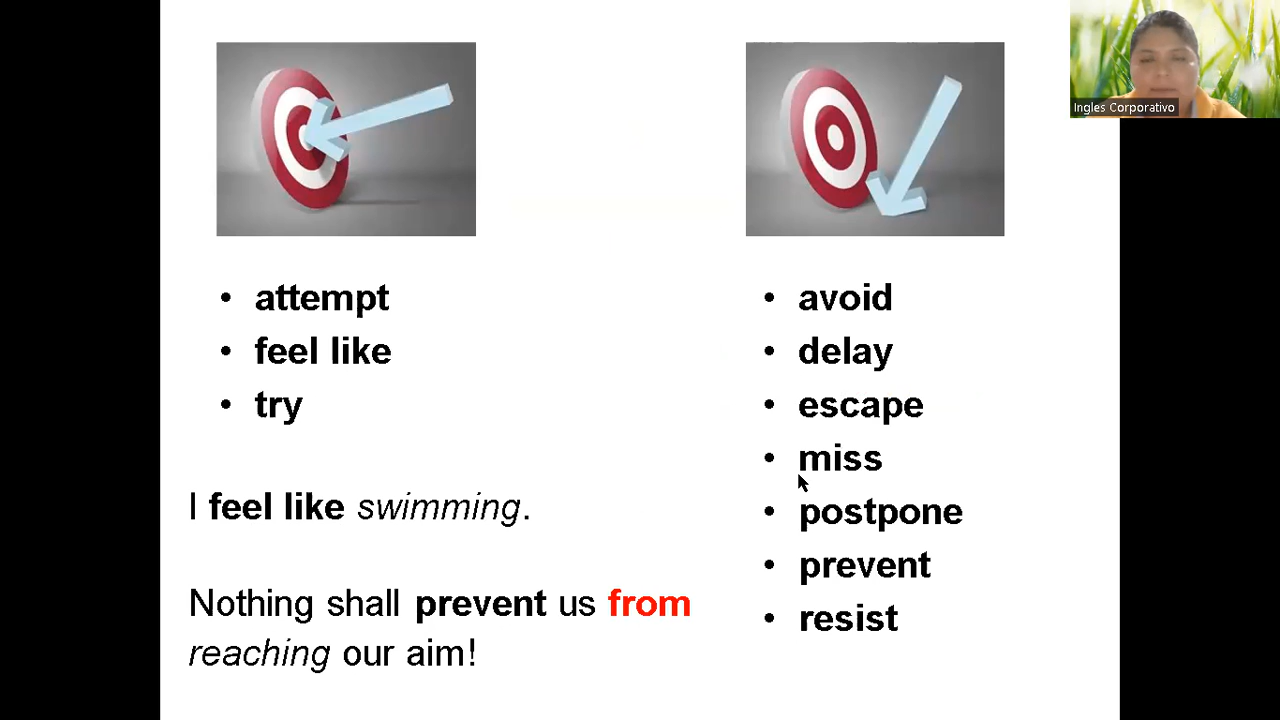 Ingles Corporativo
• attempt
• feel like
• try
I feel like swimming.
Nothing shall prevent us from
reaching our aim!
• avoid
• delay
• escape
• miss
• postpone
• prevent
• resist